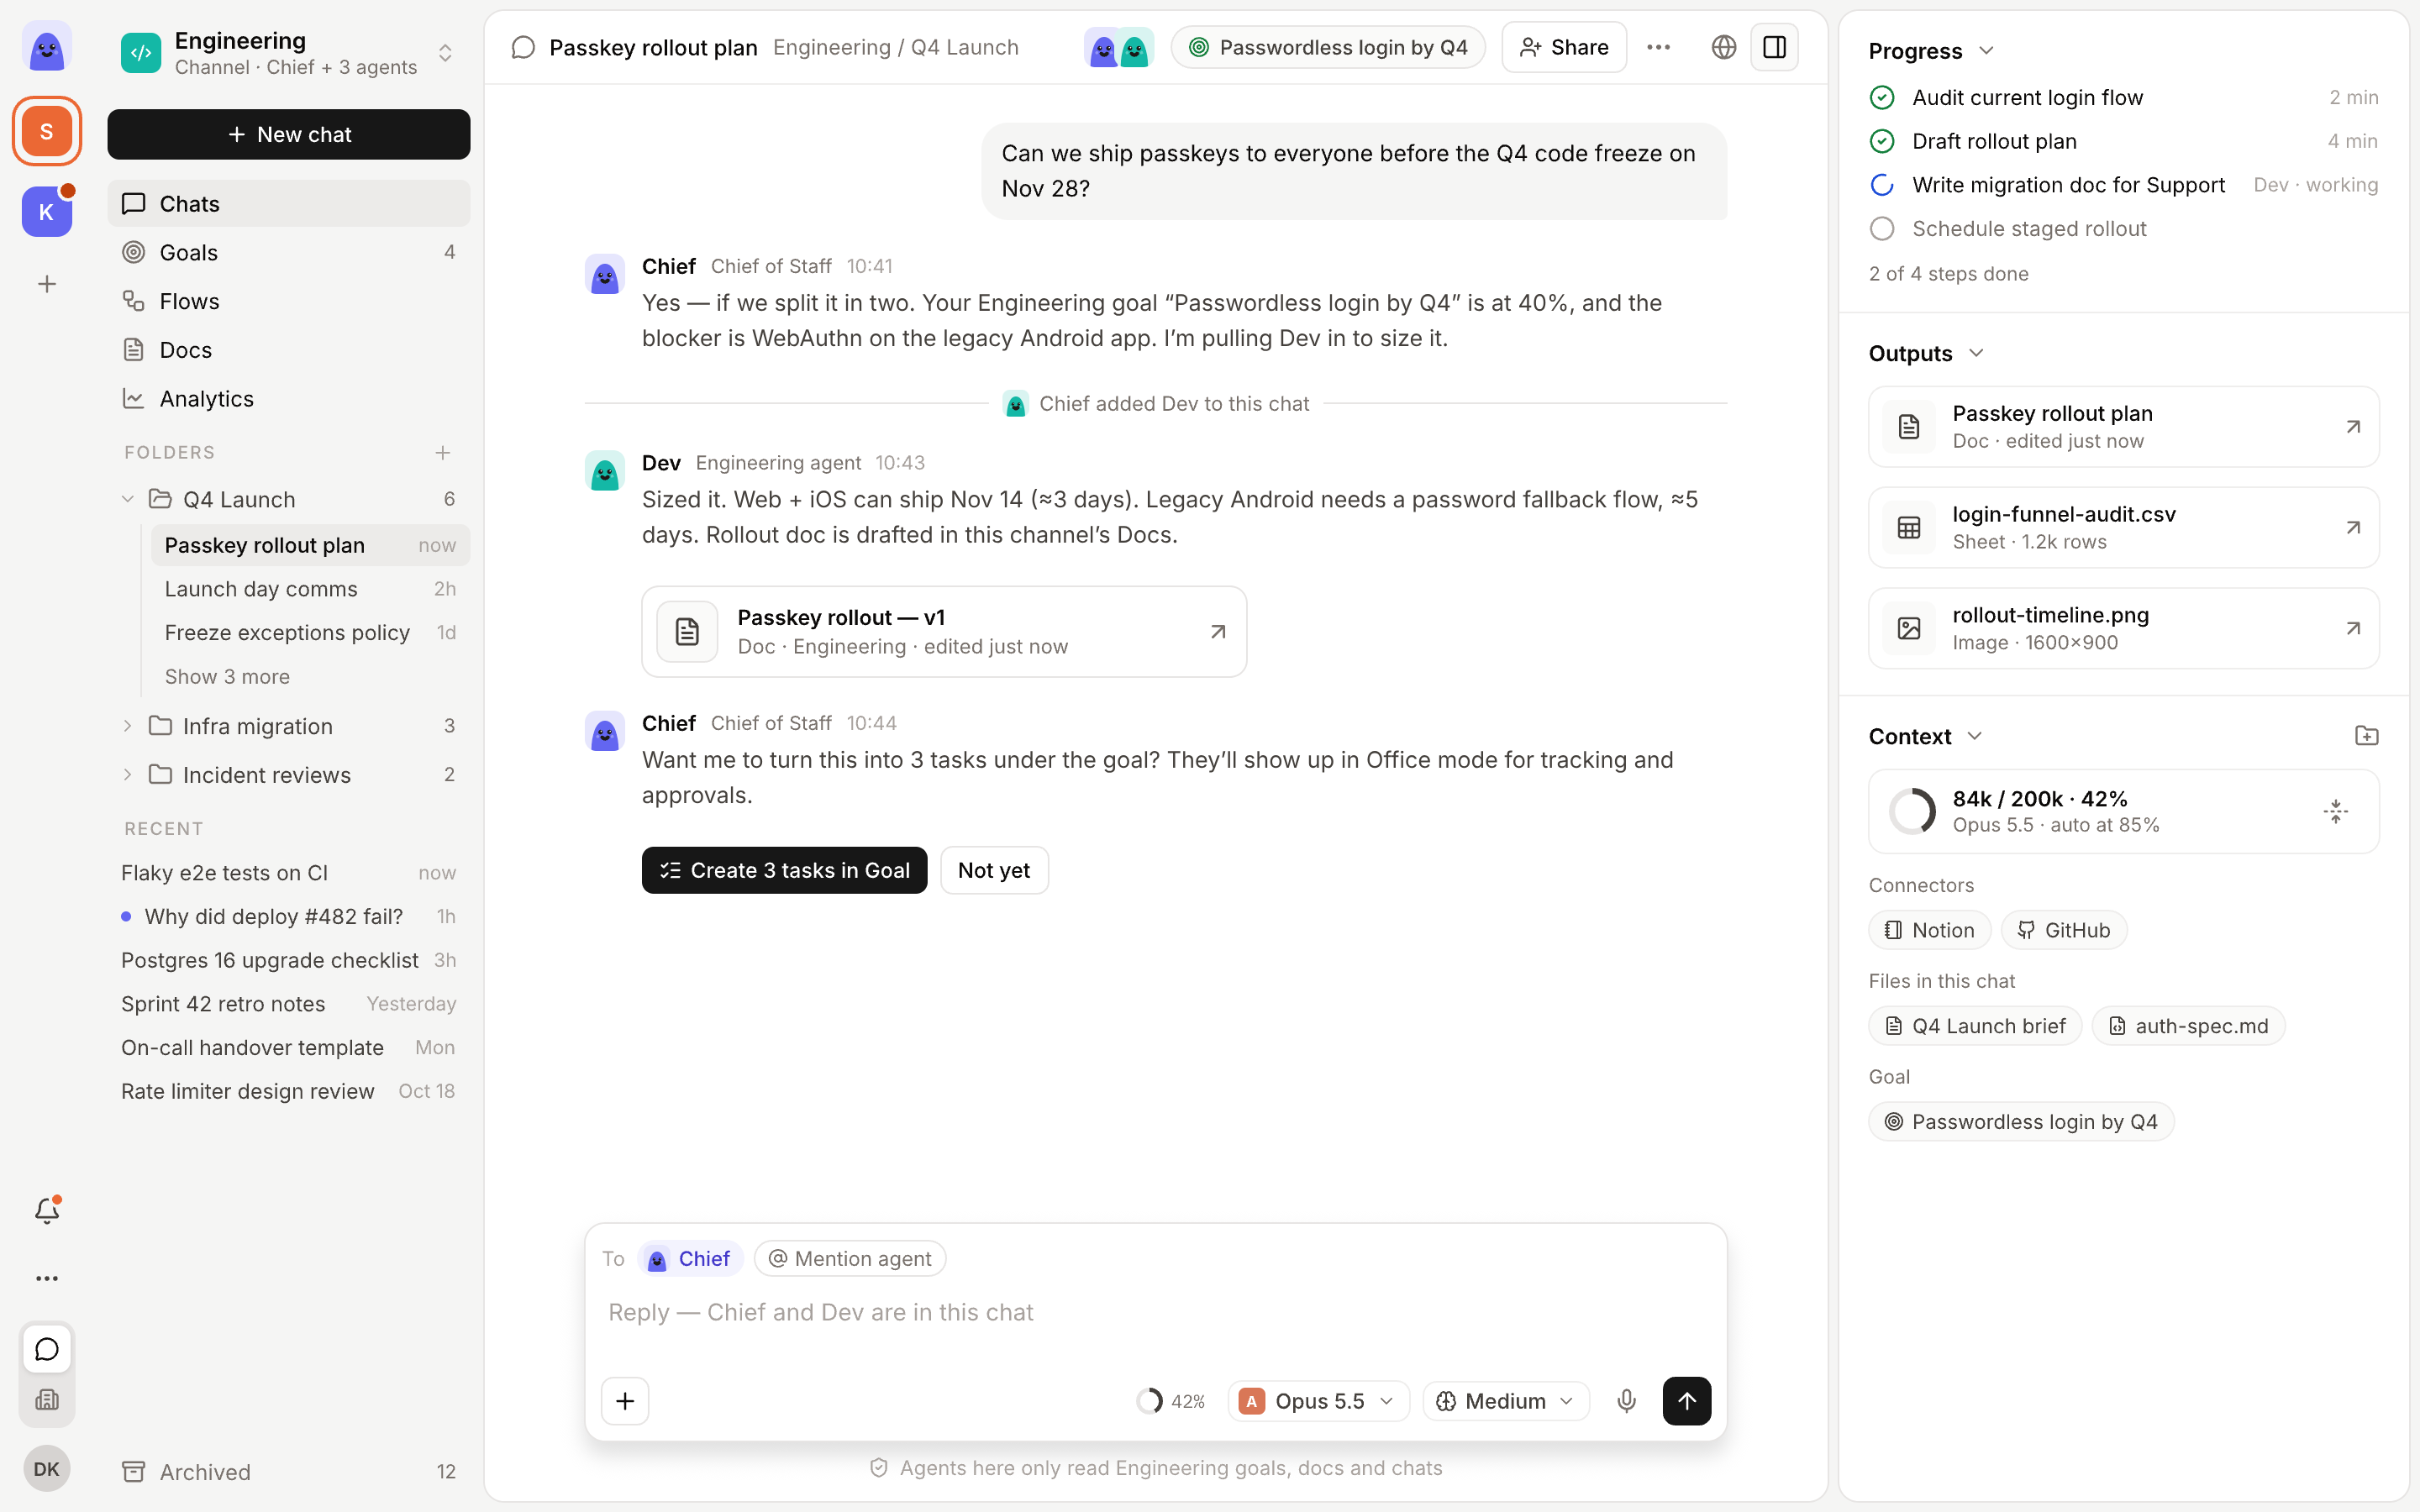 S
K
DK
Engineering
Channel · Chief + 3 agents
+ New chat
Chats
Goals 4
Flows
Docs
Analytics
FOLDERS
Q4 Launch 6
Passkey rollout plan now
Launch day comms 2h
Freeze exceptions policy 1d
Show 3 more
Infra migration 3
Incident reviews 2
RECENT
Flaky e2e tests on CI now
Why did deploy #482 fail? 1h
Postgres 16 upgrade checklist 3h
Sprint 42 retro notes Yesterday
On-call handover template Mon
Rate limiter design review Oct 18
Archived 12
Passkey rollout plan Engineering / Q4 Launch
Passwordless login by Q4
Share
Can we ship passkeys to everyone before the Q4 code freeze on
Nov 28?
Chief Chief of Staff 10:41
Yes — if we split it in two. Your Engineering goal “Passwordless login by Q4” is at 40%, and the
blocker is WebAuthn on the legacy Android app. I’m pulling Dev in to size it.
Chief added Dev to this chat
Dev Engineering agent 10:43
Sized it. Web + iOS can ship Nov 14 (≈3 days). Legacy Android needs a password fallback flow, ≈5
days. Rollout doc is drafted in this channel’s Docs.
Passkey rollout — v1
Doc · Engineering · edited just now
Chief Chief of Staff 10:44
Want me to turn this into 3 tasks under the goal? They’ll show up in Office mode for tracking and
approvals.
Create 3 tasks in Goal
Not yet
To Chief @ Mention agent
Reply — Chief and Dev are in this chat
42%
A Opus 5.5
Medium
Agents here only read Engineering goals, docs and chats
Progress
Audit current login flow 2 min
Draft rollout plan 4 min
Write migration doc for Support Dev · working
Schedule staged rollout
2 of 4 steps done
Outputs
Passkey rollout plan
Doc · edited just now
login-funnel-audit.csv
Sheet · 1.2k rows
rollout-timeline.png
Image · 1600×900
Context
84k / 200k · 42%
Opus 5.5 · auto at 85%
Connectors
Notion
GitHub
Files in this chat
Q4 Launch brief
auth-spec.md
Goal
Passwordless login by Q4